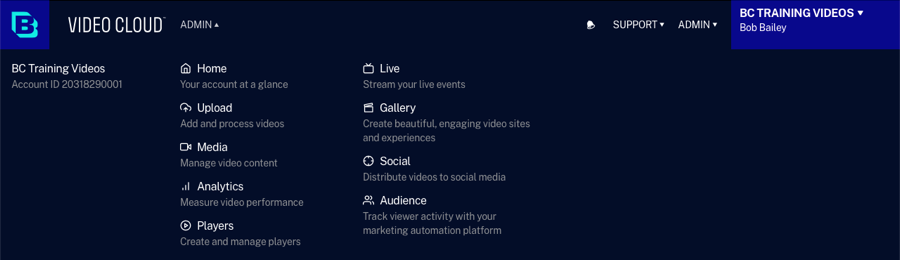 VIDEO CLOUD™ ADMIN SUPPORT ADMIN BC TRAINING VIDEOS
Bob Bailey
BC Training Videos
Account ID 20318290001
Home
Your account at a glance
Upload
Add and process videos
Media
Manage video content
Analytics
Measure video performance
Players
Create and manage players
Live
Stream your live events
Gallery
Create beautiful, engaging video sites
and experiences
Social
Distribute videos to social media
Audience
Track viewer activity with your
marketing automation platform